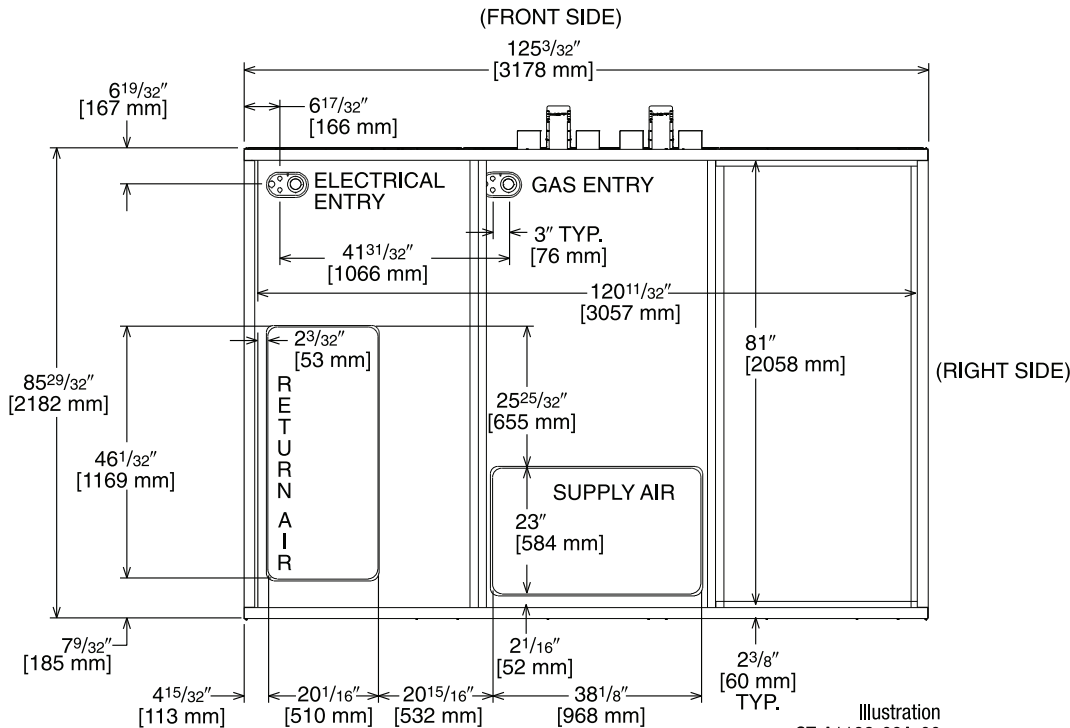 (FRONT SIDE)
125 3/32"
[3178 mm]
6 19/32"
[167 mm]
6 17/32"
[166 mm]
ELECTRICAL
ENTRY
GAS ENTRY
3" TYP.
[76 mm]
41 31/32"
[1066 mm]
120 11/32"
[3057 mm]
2 3/32"
[53 mm]
81"
[2058 mm]
(RIGHT SIDE)
85 29/32"
[2182 mm]
RETURN AIR
25 25/32"
[655 mm]
46 1/32"
[1169 mm]
SUPPLY AIR
23"
[584 mm]
7 9/32"
[185 mm]
2 1/16"
[52 mm]
2 3/8"
[60 mm]
TYP.
4 15/32"
[113 mm]
20 1/16"
[510 mm]
20 15/16"
[532 mm]
38 1/8"
[968 mm]
Illustration